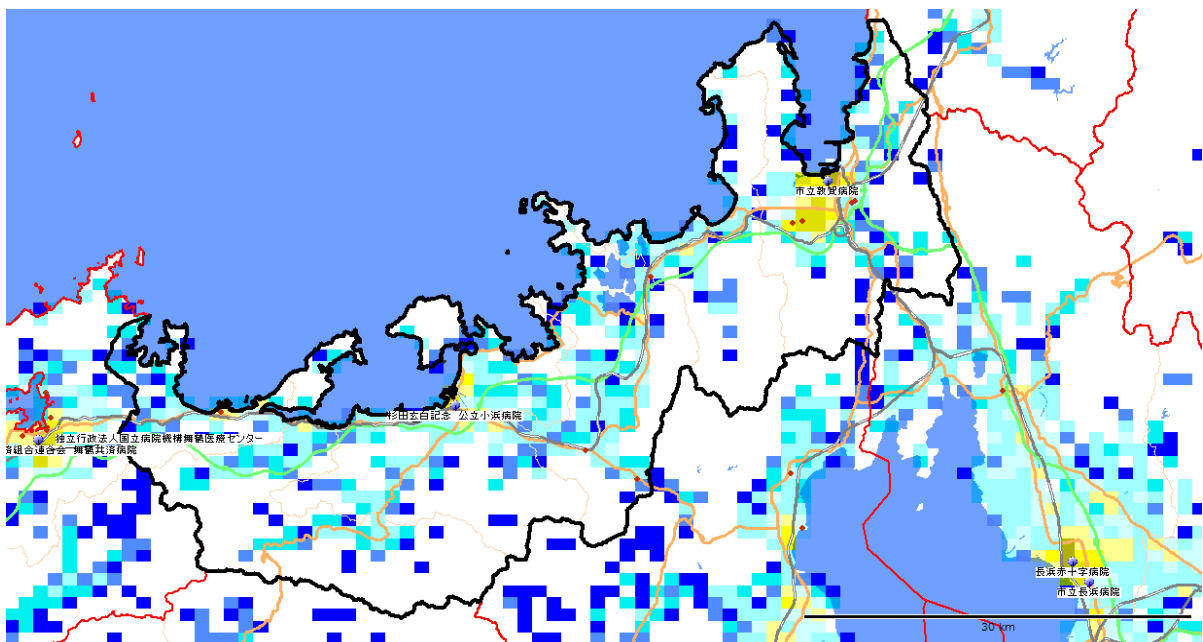 市立敦賀病院
杉田玄白記念 公立小浜病院
独立行政法人国立病院機構舞鶴医療センター
済組合連合会 舞鶴共済病院
長浜赤十字病院
市立長浜病院
30 km